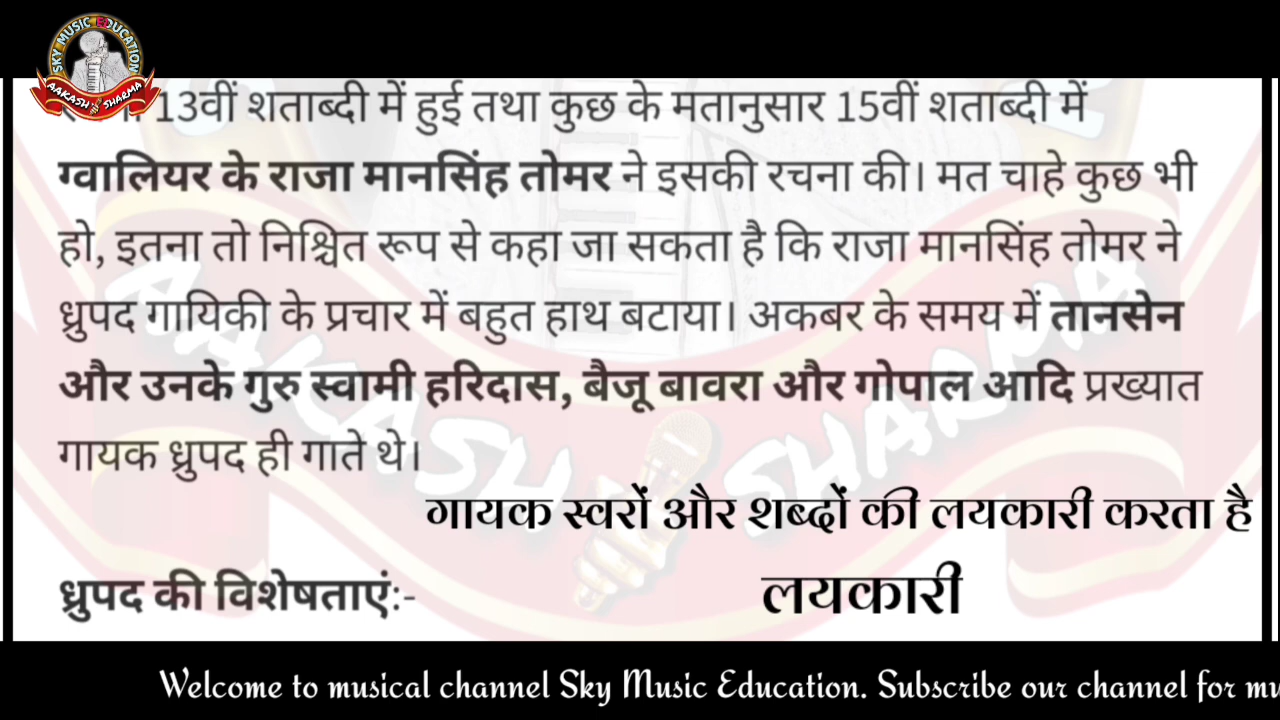 SKY MUSIC EDUCATION
AAKASH SHARMA
13वीं शताब्दी में हुई तथा कुछ के मतानुसार 15वीं शताब्दी में
ग्वालियर के राजा मानसिंह तोमर ने इसकी रचना की। मत चाहे कुछ भी
हो, इतना तो निश्चित रूप से कहा जा सकता है कि राजा मानसिंह तोमर ने
ध्रुपद गायिकी के प्रचार में बहुत हाथ बटाया। अकबर के समय में तानसेन
और उनके गुरु स्वामी हरिदास, बैजू बावरा और गोपाल आदि प्रख्यात
गायक ध्रुपद ही गाते थे।
AAKASH SHARMA
गायक स्वरों और शब्दों की लयकारी करता है
ध्रुपद की विशेषताएं:-
लयकारी
Welcome to musical channel Sky Music Education. Subscribe our channel for mu